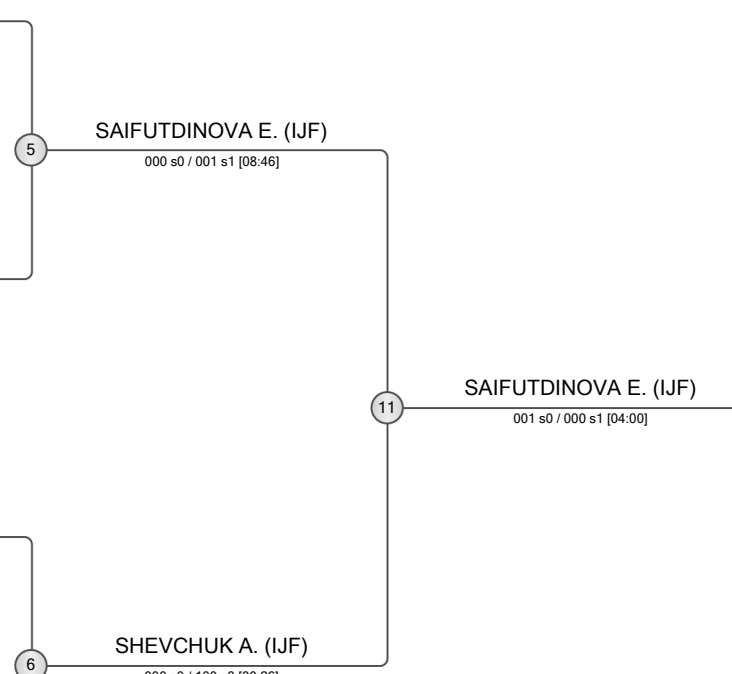 SAIFUTDINOVA E. (IJF)
5
000 s0 / 001 s1 [08:46]
SAIFUTDINOVA E. (IJF)
11
001 s0 / 000 s1 [04:00]
SHEVCHUK A. (IJF)
6